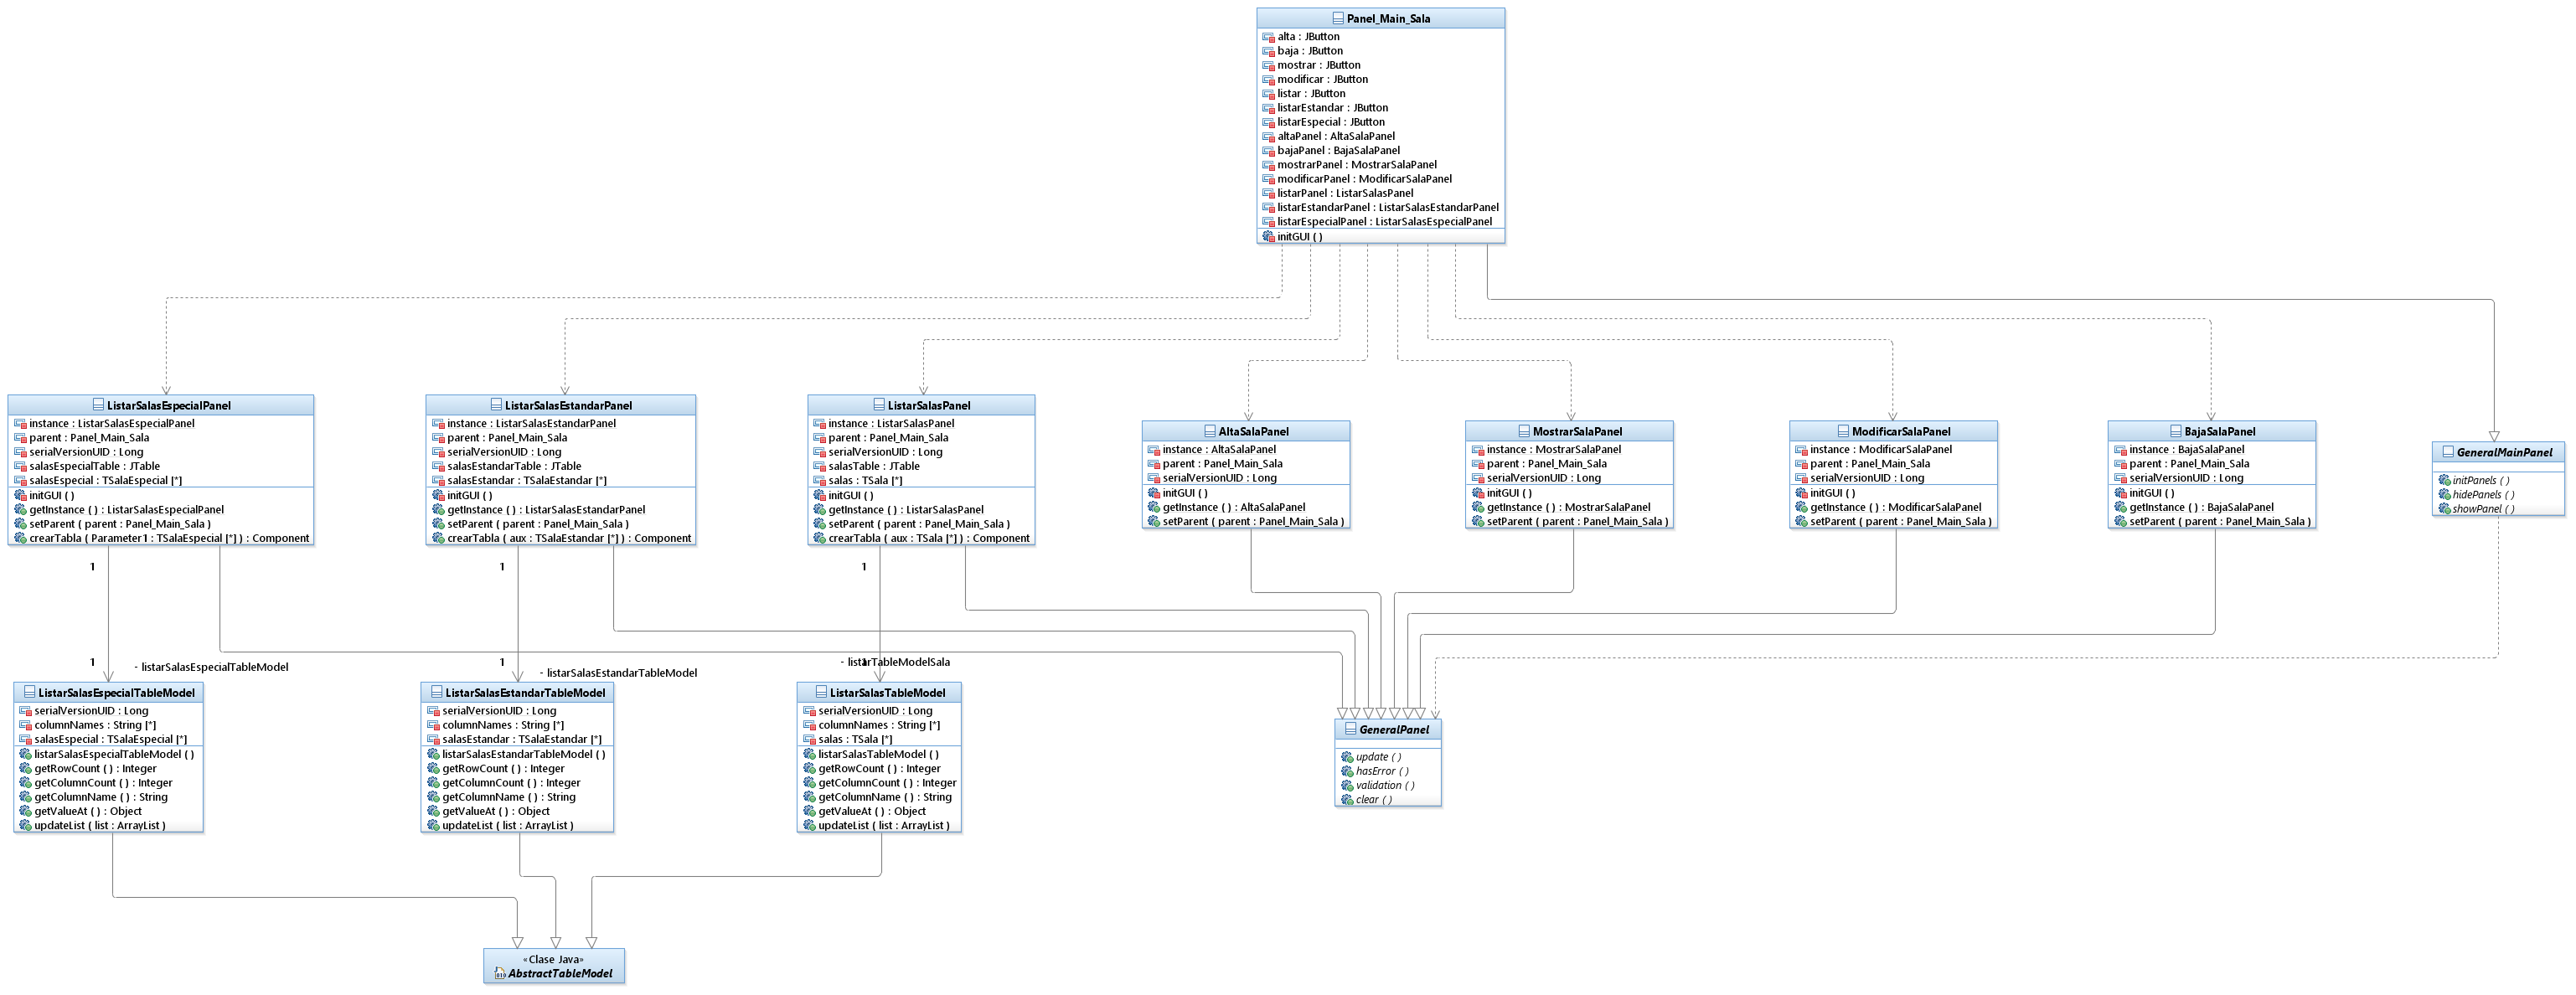 Panel_Main_Sala
alta : JButton
baja : JButton
mostrar : JButton
modificar : JButton
listar : JButton
listarEstandar : JButton
listarEspecial : JButton
altaPanel : AltaSalaPanel
bajaPanel : BajaSalaPanel
mostrarPanel : MostrarSalaPanel
modificarPanel : ModificarSalaPanel
listarPanel : ListarSalasPanel
listarEstandarPanel : ListarSalasEstandarPanel
listarEspecialPanel : ListarSalasEspecialPanel
initGUI ( )
ListarSalasEspecialPanel
instance : ListarSalasEspecialPanel
parent : Panel_Main_Sala
serialVersionUID : Long
salasEspecialTable : JTable
salasEspecial : TSalaEspecial [*]
initGUI ( )
getInstance ( ) : ListarSalasEspecialPanel
setParent ( parent : Panel_Main_Sala )
crearTabla ( Parameter1 : TSalaEspecial [*] ) : Component
ListarSalasEstandarPanel
instance : ListarSalasEstandarPanel
parent : Panel_Main_Sala
serialVersionUID : Long
salasEstandarTable : JTable
salasEstandar : TSalaEstandar [*]
initGUI ( )
getInstance ( ) : ListarSalasEstandarPanel
setParent ( parent : Panel_Main_Sala )
crearTabla ( aux : TSalaEstandar [*] ) : Component
ListarSalasPanel
instance : ListarSalasPanel
parent : Panel_Main_Sala
serialVersionUID : Long
salasTable : JTable
salas : TSala [*]
initGUI ( )
getInstance ( ) : ListarSalasPanel
setParent ( parent : Panel_Main_Sala )
crearTabla ( aux : TSala [*] ) : Component
AltaSalaPanel
instance : AltaSalaPanel
parent : Panel_Main_Sala
serialVersionUID : Long
initGUI ( )
getInstance ( ) : AltaSalaPanel
setParent ( parent : Panel_Main_Sala )
MostrarSalaPanel
instance : MostrarSalaPanel
parent : Panel_Main_Sala
serialVersionUID : Long
initGUI ( )
getInstance ( ) : MostrarSalaPanel
setParent ( parent : Panel_Main_Sala )
ModificarSalaPanel
instance : ModificarSalaPanel
parent : Panel_Main_Sala
serialVersionUID : Long
initGUI ( )
getInstance ( ) : ModificarSalaPanel
setParent ( parent : Panel_Main_Sala )
BajaSalaPanel
instance : BajaSalaPanel
parent : Panel_Main_Sala
serialVersionUID : Long
initGUI ( )
getInstance ( ) : BajaSalaPanel
setParent ( parent : Panel_Main_Sala )
GeneralMainPanel
initPanels ( )
hidePanels ( )
showPanel ( )
1
1
1
1
- listarSalasEspecialTableModel
1
- listarSalasEstandarTableModel
1
- listarTableModelSala
ListarSalasEspecialTableModel
serialVersionUID : Long
columnNames : String [*]
salasEspecial : TSalaEspecial [*]
listarSalasEspecialTableModel ( )
getRowCount ( ) : Integer
getColumnCount ( ) : Integer
getColumnName ( ) : String
getValueAt ( ) : Object
updateList ( list : ArrayList )
ListarSalasEstandarTableModel
serialVersionUID : Long
columnNames : String [*]
salasEstandar : TSalaEstandar [*]
listarSalasEstandarTableModel ( )
getRowCount ( ) : Integer
getColumnCount ( ) : Integer
getColumnName ( ) : String
getValueAt ( ) : Object
updateList ( list : ArrayList )
ListarSalasTableModel
serialVersionUID : Long
columnNames : String [*]
salas : TSala [*]
listarSalasTableModel ( )
getRowCount ( ) : Integer
getColumnCount ( ) : Integer
getColumnName ( ) : String
getValueAt ( ) : Object
updateList ( list : ArrayList )
GeneralPanel
update ( )
hasError ( )
validation ( )
clear ( )
«Clase Java»
AbstractTableModel